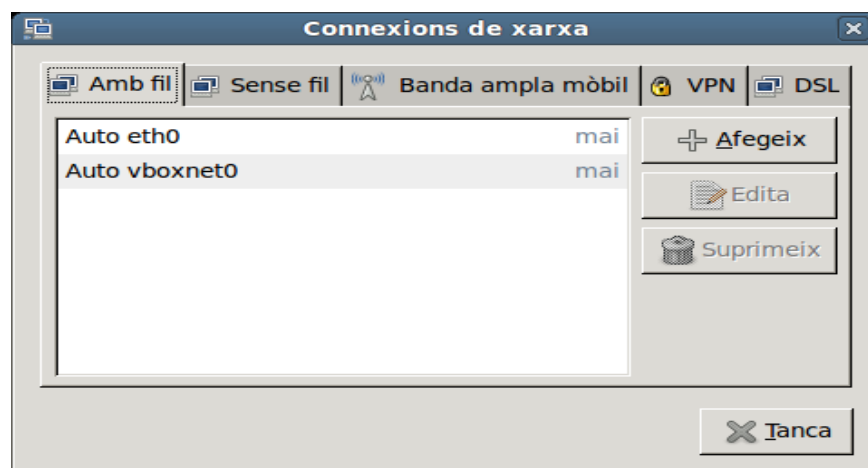 Connexions de xarxa
Amb fil Sense fil Banda ampla mòbil VPN DSL
Auto eth0 mai
Auto vboxnet0 mai
Afegeix
Edita
Suprimeix
Tanca